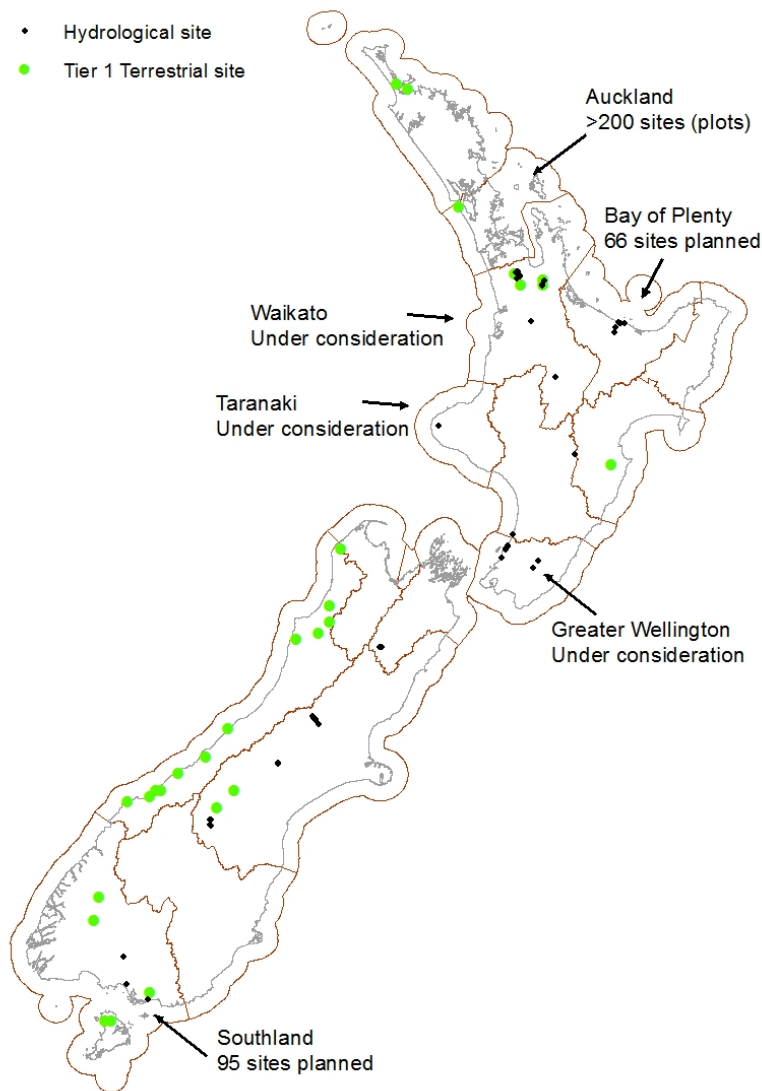 Hydrological site
Tier 1 Terrestrial site
Auckland
>200 sites (plots)
Bay of Plenty
66 sites planned
Waikato
Under consideration
Taranaki
Under consideration
Greater Wellington
Under consideration
Southland
95 sites planned